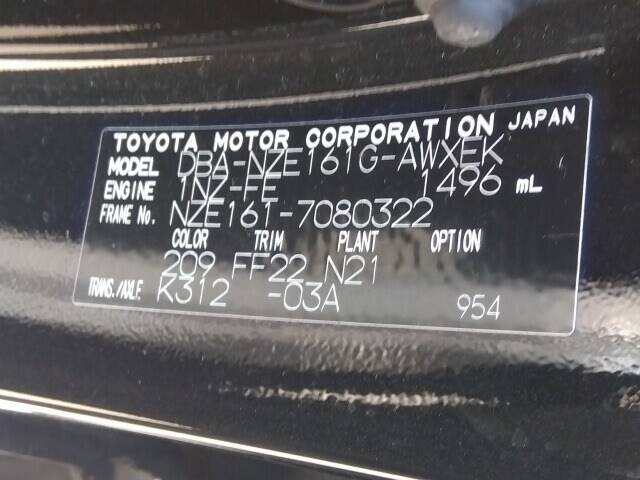 TOYOTA MOTOR CORPORATION JAPAN
MODEL DBA-NZE161G-AWXEK
ENGINE 1NZ-FE 1496 mL
FRAME No. NZE161-7080322
COLOR TRIM PLANT OPTION
209 FF22 N21
TRANS./AXLE K312 -03A 954